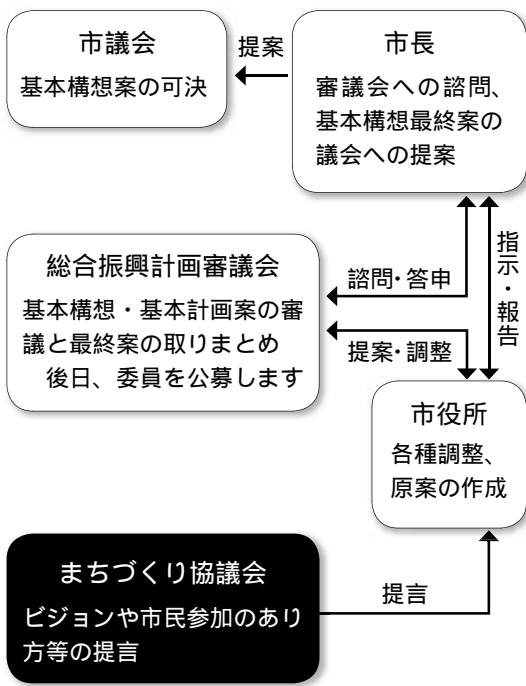 市議会
基本構想案の可決
提案
市長
審議会への諮問、
基本構想最終案の
議会への提案
総合振興計画審議会
基本構想・基本計画案の審
議と最終案の取りまとめ
後日、委員を公募します
諮問・答申
提案・調整
指示・報告
市役所
各種調整、
原案の作成
まちづくり協議会
ビジョンや市民参加のあり
方等の提言
提言